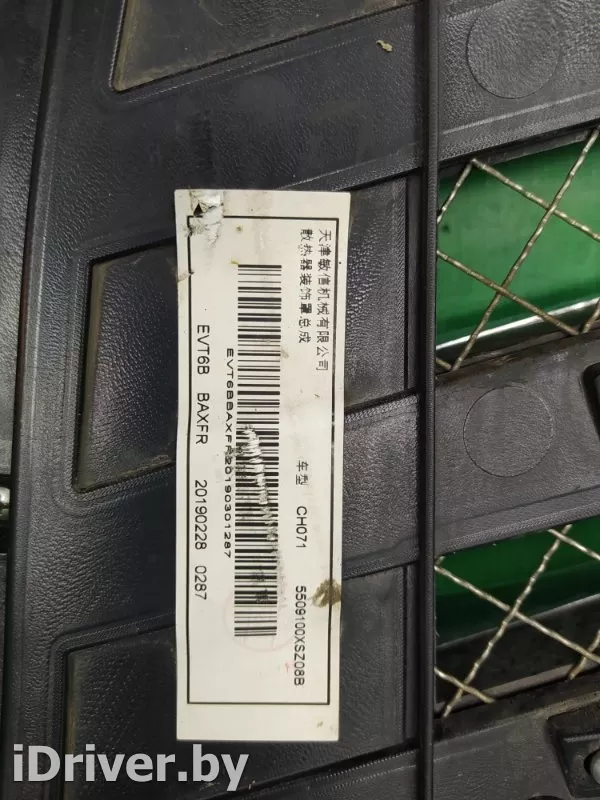 天津敏信机械有限公司
散热器装饰罩总成 车型 CH071 5509100XSZ08B
EVT6BBAXFR20190301287
EVT6B BAXFR 20190228 0287
iDriver.by